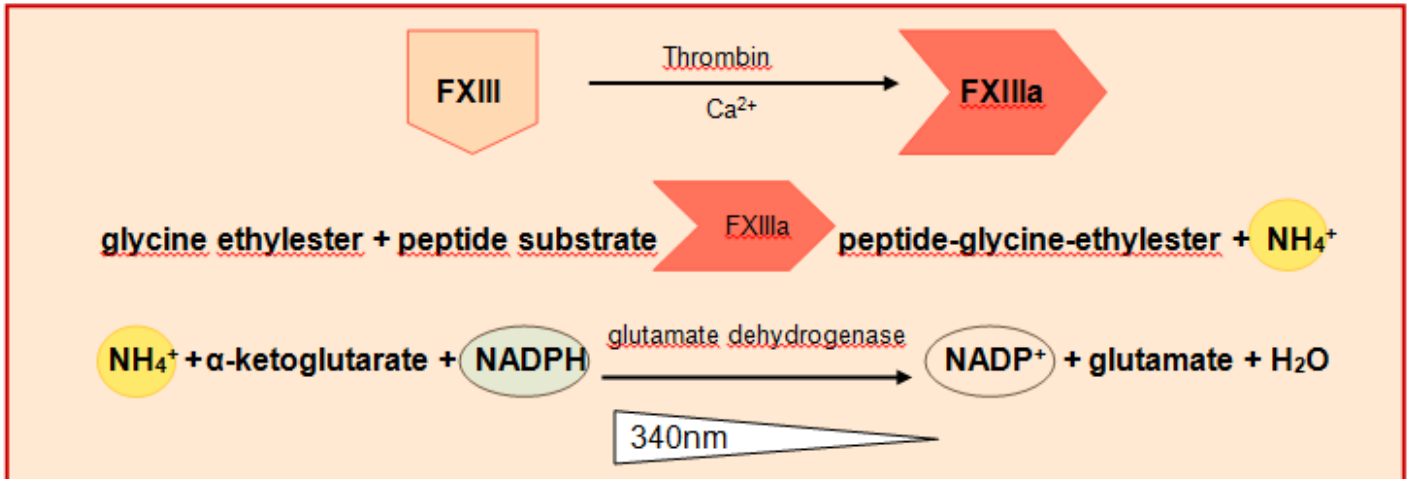 FXIII Thrombin Ca²⁺ FXIIIa
glycine ethylester + peptide substrate FXIIIa peptide-glycine-ethylester + NH₄⁺
NH₄⁺ + α-ketoglutarate + NADPH glutamate dehydrogenase NADP⁺ + glutamate + H₂O
340nm